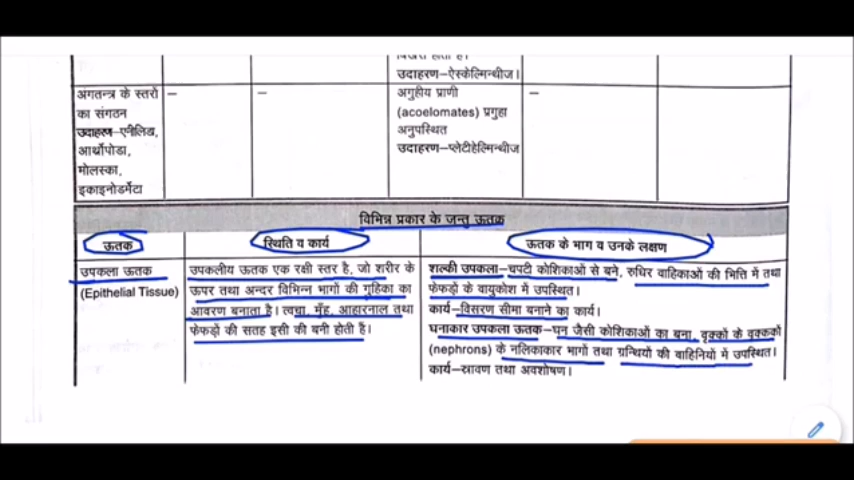 उदाहरण–ऐस्केल्मिन्थीज।
अंगतन्त्र के स्तरों
का संगठन
उदाहरण–एनीलिड,
आर्थोपोडा,
मोलस्का,
इकाइनोडर्मेटा
–
–
अगुहीय प्राणी
(acoelomates) प्रगुहा
अनुपस्थित
उदाहरण–प्लेटीहेल्मिन्थीज
–
विभिन्न प्रकार के जन्तु ऊतक
ऊतक
स्थिति व कार्य
ऊतक के भाग व उनके लक्षण
उपकला ऊतक
(Epithelial Tissue)
उपकलीय ऊतक एक रक्षी स्तर है, जो शरीर के
ऊपर तथा अन्दर विभिन्न भागों की गुहिका का
आवरण बनाता है। त्वचा, मुँह, आहारनाल तथा
फेफड़ों की सतह इसी की बनी होती है।
शल्की उपकला–चपटी कोशिकाओं से बने, रुधिर वाहिकाओं की भित्ति में तथा
फेफड़ों के वायुकोश में उपस्थित।
कार्य–विसरण सीमा बनाने का कार्य।
घनाकार उपकला ऊतक–घन जैसी कोशिकाओं का बना, वृक्कों के वृक्ककों
(nephrons) के नलिकाकार भागों तथा ग्रन्थियों की वाहिनियों में उपस्थित।
कार्य–स्रावण तथा अवशोषण।